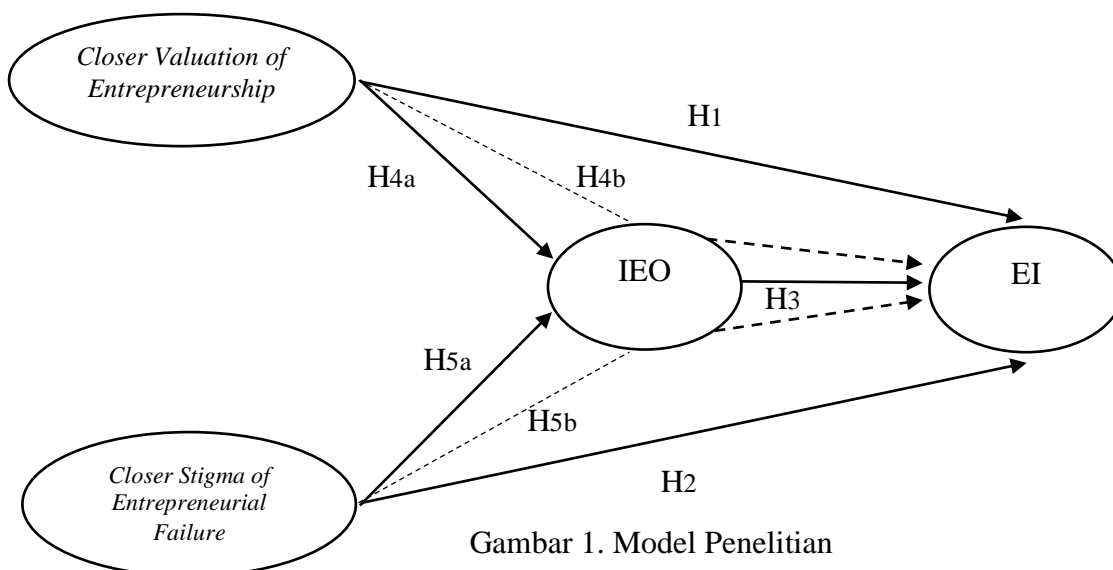 Closer Valuation of
Entrepreneurship
H1
H4a
H4b
IEO
EI
H3
H5a
H5b
Closer Stigma of
Entrepreneurial
Failure
H2
Gambar 1. Model Penelitian